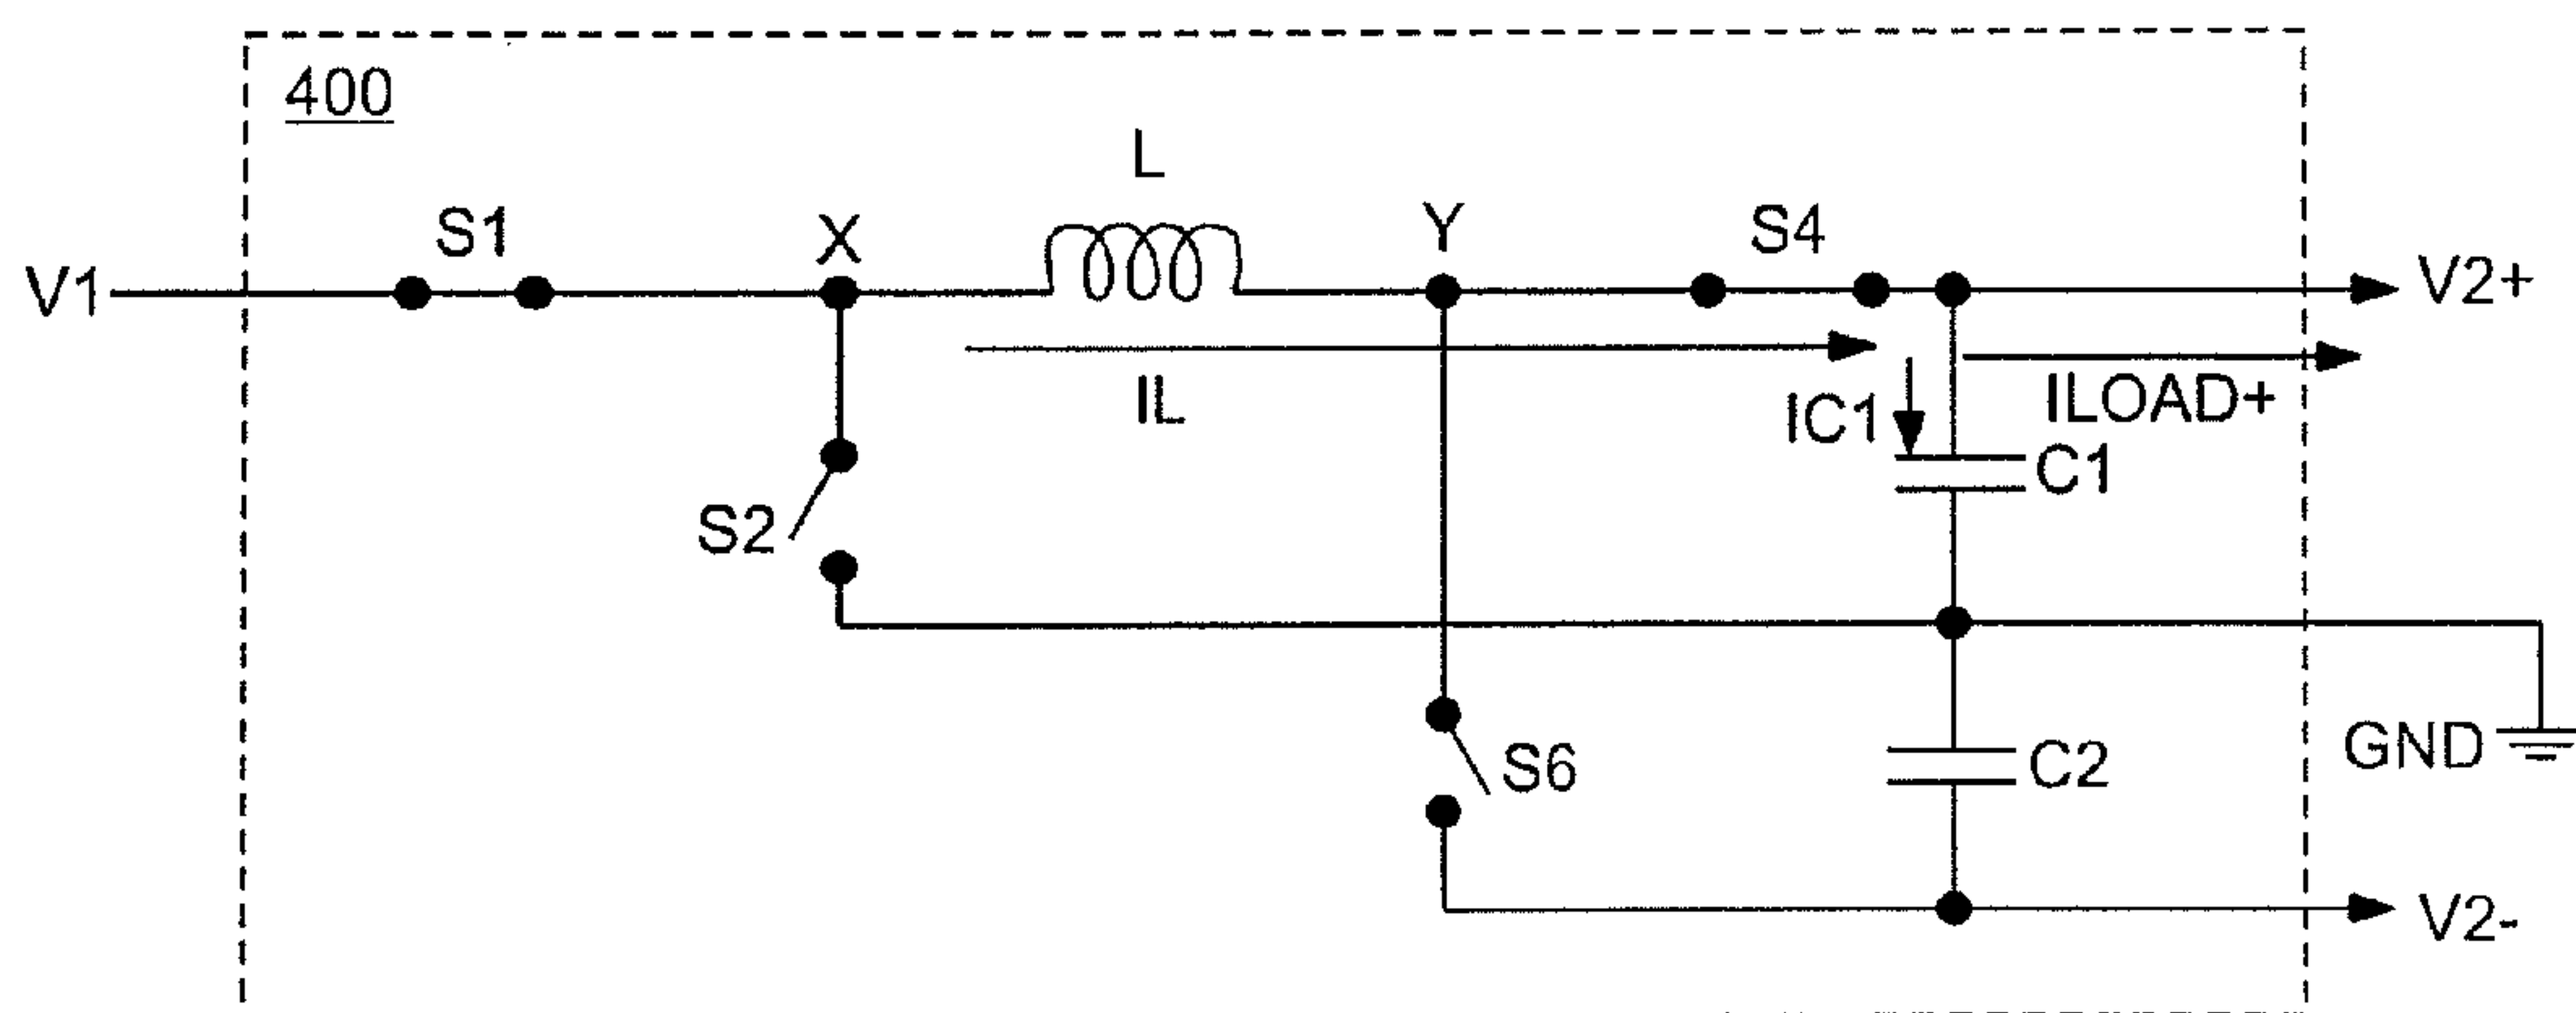 400
L
S1
X
Y
S4
V1
V2+
IL
IC1
ILOAD+
C1
S2
S6
C2
GND
V2-